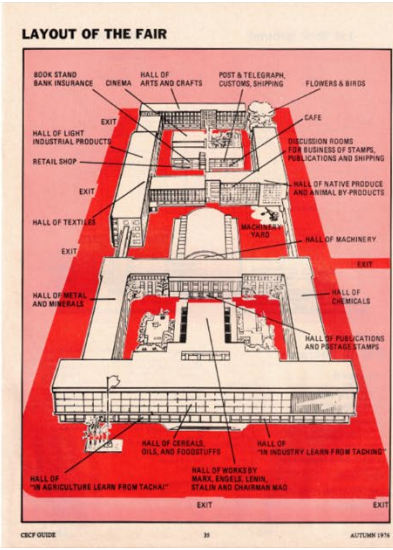 LAYOUT OF THE FAIR
BOOK STAND
BANK INSURANCE
CINEMA
HALL OF
ARTS AND CRAFTS
POST & TELEGRAPH,
CUSTOMS, SHIPPING
FLOWERS & BIRDS
EXIT
CAFE
HALL OF LIGHT
INDUSTRIAL PRODUCTS
DISCUSSION ROOMS
FOR BUSINESS OF STAMPS,
PUBLICATIONS AND SHIPPING
RETAIL SHOP
EXIT
HALL OF NATIVE PRODUCE
AND ANIMAL BY-PRODUCTS
HALL OF TEXTILES
MACHINERY
YARD
HALL OF MACHINERY
EXIT
EXIT
HALL OF METAL
AND MINERALS
HALL OF
CHEMICALS
HALL OF PUBLICATIONS
AND POSTAGE STAMPS
HALL OF CEREALS,
OILS, AND FOODSTUFFS
HALL OF
"IN INDUSTRY LEARN FROM TACHING"
HALL OF
"IN AGRICULTURE LEARN FROM TACHAI"
HALL OF WORKS BY
MARX, ENGELS, LENIN,
STALIN AND CHAIRMAN MAO
EXIT
EXIT
CECF GUIDE
35
AUTUMN 1976